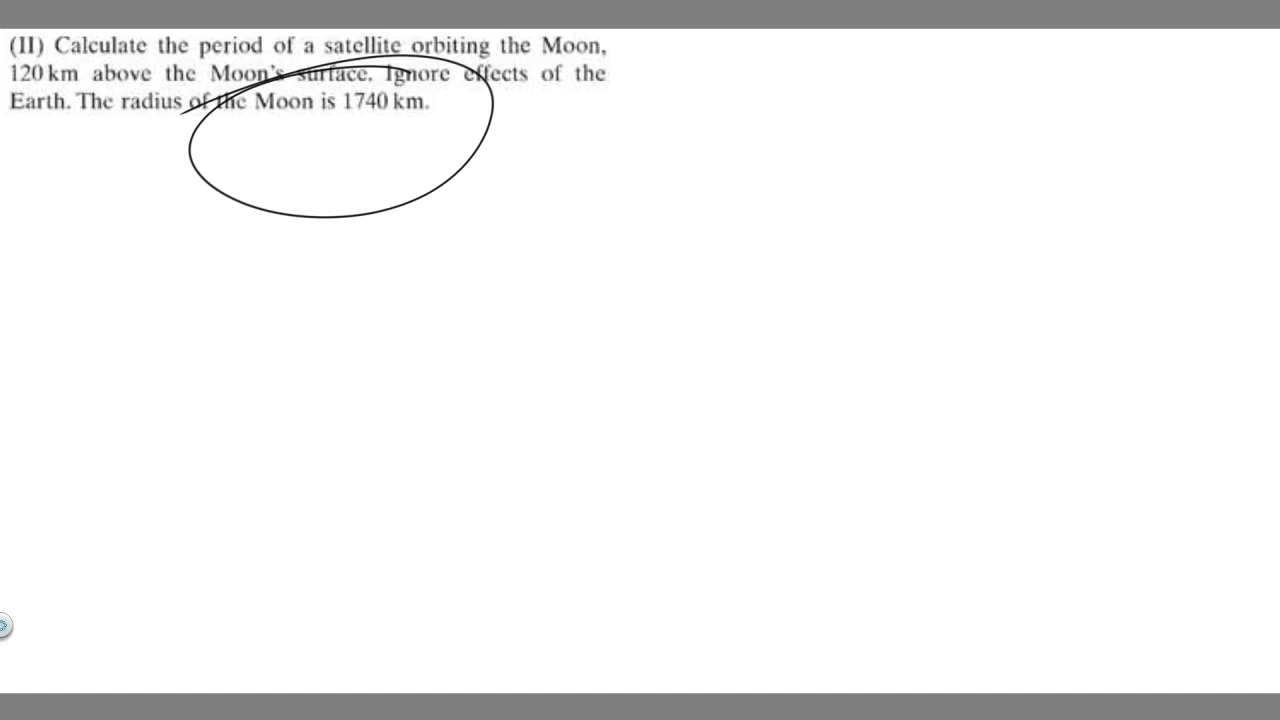 (II) Calculate the period of a satellite orbiting the Moon,
120 km above the Moon's surface. Ignore effects of the
Earth. The radius of the Moon is 1740 km.